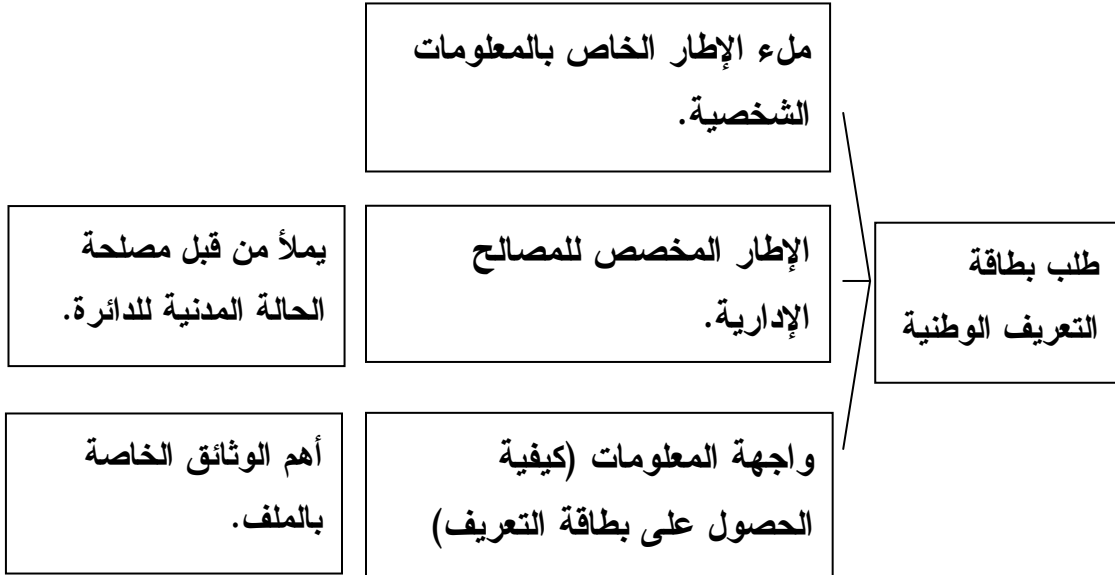 ملء الإطار الخاص بالمعلومات
الشخصية.
طلب بطاقة
التعريف الوطنية
الإطار المخصص للمصالح
الإدارية.
يملأ من قبل مصلحة
الحالة المدنية للدائرة.
واجهة المعلومات (كيفية
الحصول على بطاقة التعريف)
أهم الوثائق الخاصة
بالملف.